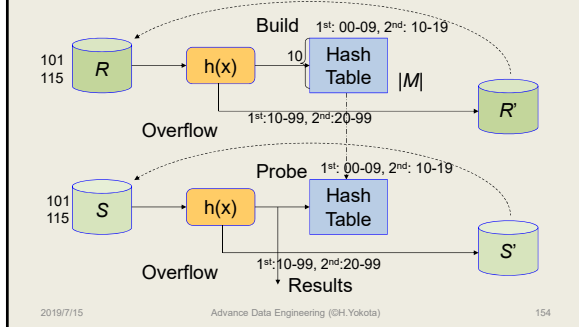 Build
1st: 00-09, 2nd: 10-19
101
115
R
h(x)
10
Hash
Table
|M|
R'
1st:10-99, 2nd:20-99
Overflow
Probe
1st: 00-09, 2nd: 10-19
101
115
S
h(x)
Hash
Table
S'
1st:10-99, 2nd:20-99
Overflow
Results
2019/7/15
Advance Data Engineering (©H.Yokota)
154